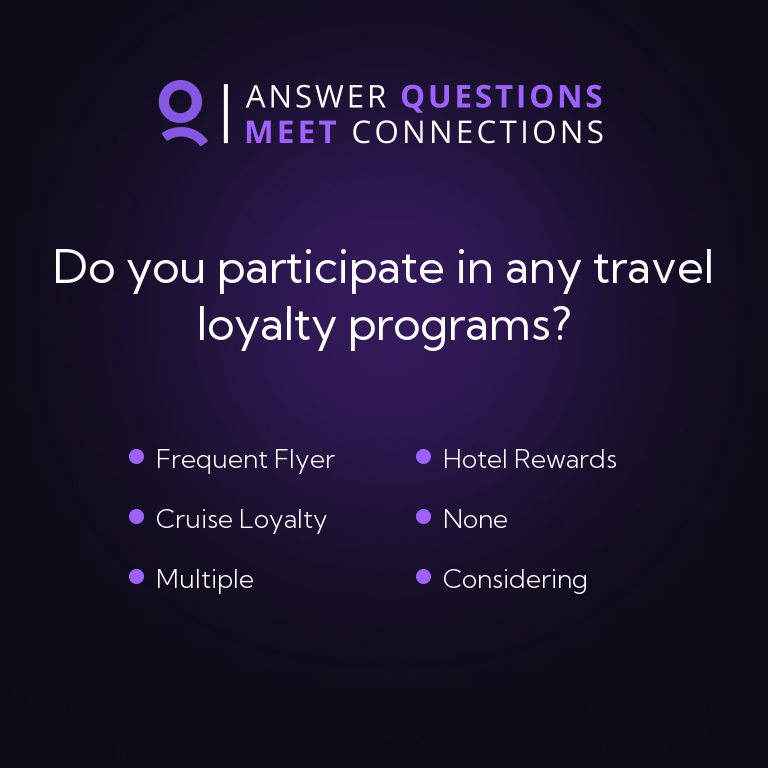 ANSWER QUESTIONS
MEET CONNECTIONS
Do you participate in any travel
loyalty programs?
Frequent Flyer
Hotel Rewards
Cruise Loyalty
None
Multiple
Considering